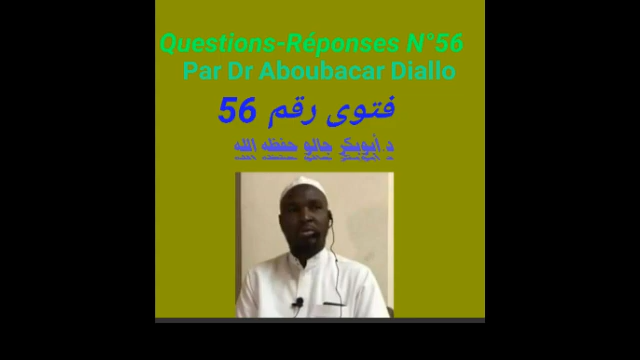 Questions-Réponses N°56
Par Dr Aboubacar Diallo
فتوى رقم 56
د.أبوبكر جالو حفظه الله